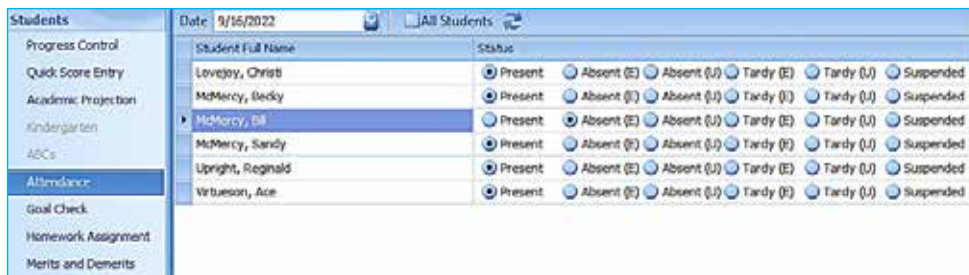 Students
Date 9/16/2022 All Students
Progress Control
Quick Score Entry
Academic Projection
Kindergarten
ABCs
Attendance
Goal Check
Homework Assignment
Merits and Demerits
Student Full Name Status
Lovejoy, Christi Present Absent (E) Absent (U) Tardy (E) Tardy (U) Suspended
McMercy, Becky Present Absent (E) Absent (U) Tardy (E) Tardy (U) Suspended
McMercy, Bill Present Absent (E) Absent (U) Tardy (E) Tardy (U) Suspended
McMercy, Sandy Present Absent (E) Absent (U) Tardy (E) Tardy (U) Suspended
Upright, Reginald Present Absent (E) Absent (U) Tardy (E) Tardy (U) Suspended
Virtueson, Ace Present Absent (E) Absent (U) Tardy (E) Tardy (U) Suspended